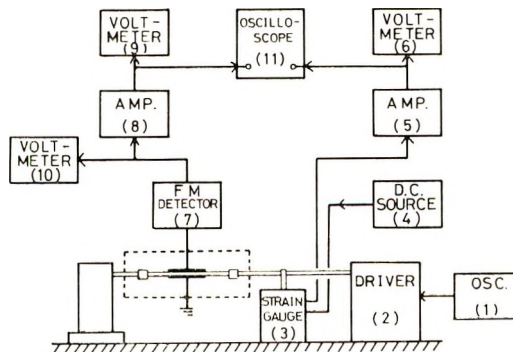 VOLT-
METER
(9)
OSCILLO-
SCOPE
(11)
VOLT-
METER
(6)
AMP.
(8)
AMP.
(5)
VOLT-
METER
(10)
FM
DETECTOR
(7)
D.C.
SOURCE
(4)
STRAIN
GAUGE
(3)
DRIVER
(2)
OSC.
(1)